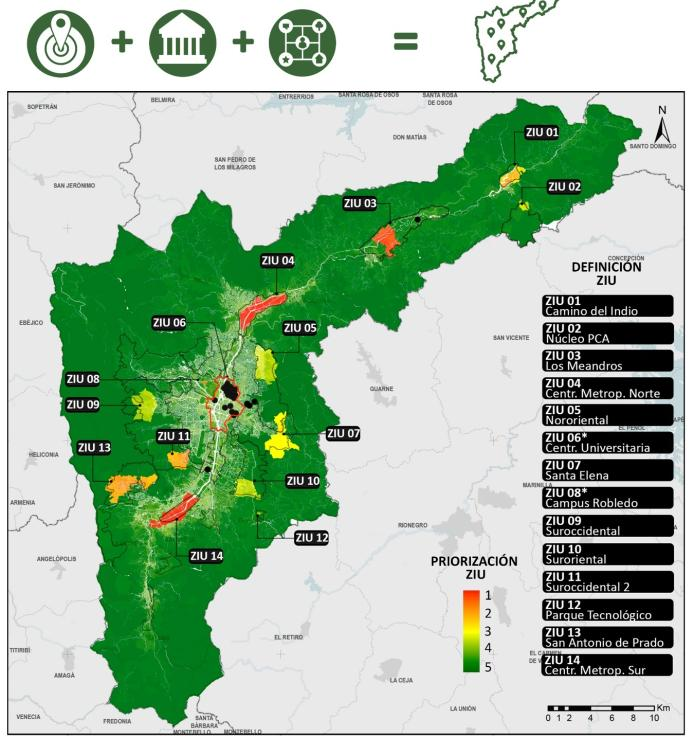 BELMIRA
ENTRERRIOS
SANTA ROSA DE OSOS
SANTA ROSA
DE OSOS
SOPETRÁN
DON MATÍAS
N
ZIU 01
SANTO DOMINGO
SAN PEDRO DE
LOS MILAGROS
SAN JERÓNIMO
ZIU 02
ZIU 03
ZIU 04
CONCEPCIÓN
DEFINICIÓN
ZIU
ZIU 01
Camino del Indio
ZIU 02
Núcleo PCA
ZIU 03
Los Meandros
ZIU 04
Centr. Metrop. Norte
ZIU 05
Nororiental
EL PEÑOL
ZIU 06*
Centr. Universitaria
ZIU 07
Santa Elena
MARINILLA
ZIU 08*
Campus Robledo
ZIU 09
Suroccidental
ZIU 10
Suroriental
ZIU 11
Suroccidental 2
ZIU 12
Parque Tecnológico
ZIU 13
San Antonio de Prado
ZIU 14
Centr. Metrop. Sur
EBÉJICO
ZIU 06
ZIU 05
SAN VICENTE
GUARNE
ZIU 08
ZIU 09
ZIU 11
ZIU 07
ZIU 13
HELICONIA
ZIU 10
ARMENIA
RIONEGRO
ZIU 12
ZIU 14
ANGELÓPOLIS
PRIORIZACIÓN
ZIU
1
2
3
4
5
EL RETIRO
TITIRIBÍ
AMAGÁ
LA CEJA
EL CARMEN
LA UNIÓN
VENECIA
FREDONIA
SANTA
BÁRBARA
MONTEBELLO
MONTEBELLO
Km
0 1 2 4 6 8 10